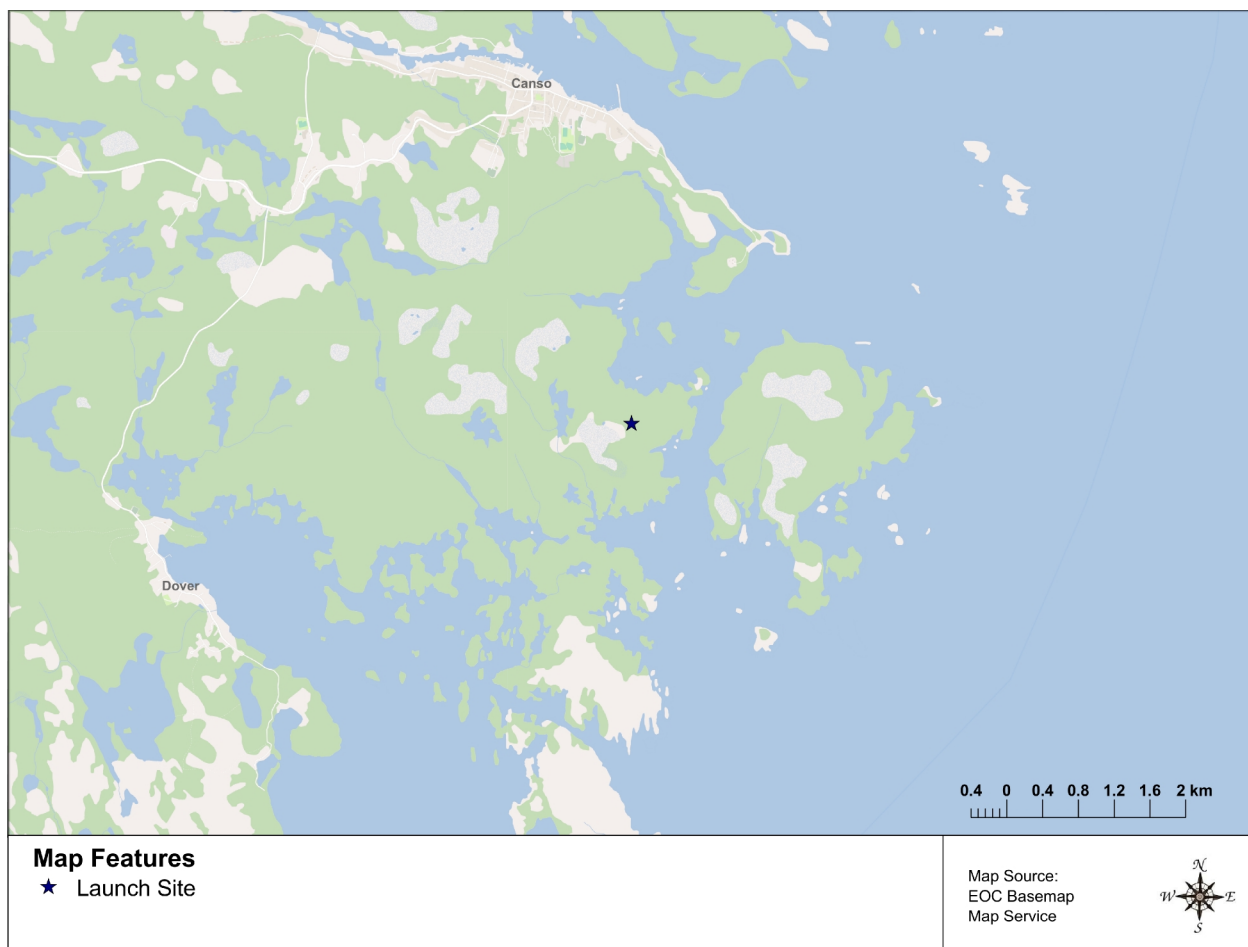 Canso
Dover
0.4 0 0.4 0.8 1.2 1.6 2 km
Map Features
Launch Site
Map Source:
EOC Basemap
Map Service
N
W E
S